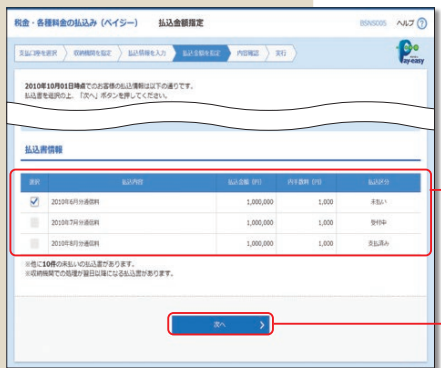 税金・各種料金の払込み（ペイジー） 払込金額指定 BSNS005 ヘルプ ?
支払口座を選択 収納機関を指定 払込情報を入力 払込金額を指定 内容確認 実行 Pay-easy
2010年10月01日時点でのお客様の払込情報は以下の通りです。
払込書を選択の上、「次へ」ボタンを押してください。
払込書情報
選択 払込内容 払込金額（円） 内手数料（円） 払込区分
2010年6月分通信料 1,000,000 1,000 未払い
2010年7月分通信料 1,000,000 1,000 受付中
2010年8月分通信料 1,000,000 1,000 支払済み
※他に10件の未払いの払込書があります。
※収納機関での処理が翌日以降になる払込書があります。
次へ